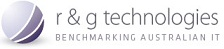 r & g technologies
BENCHMARKING AUSTRALIAN IT